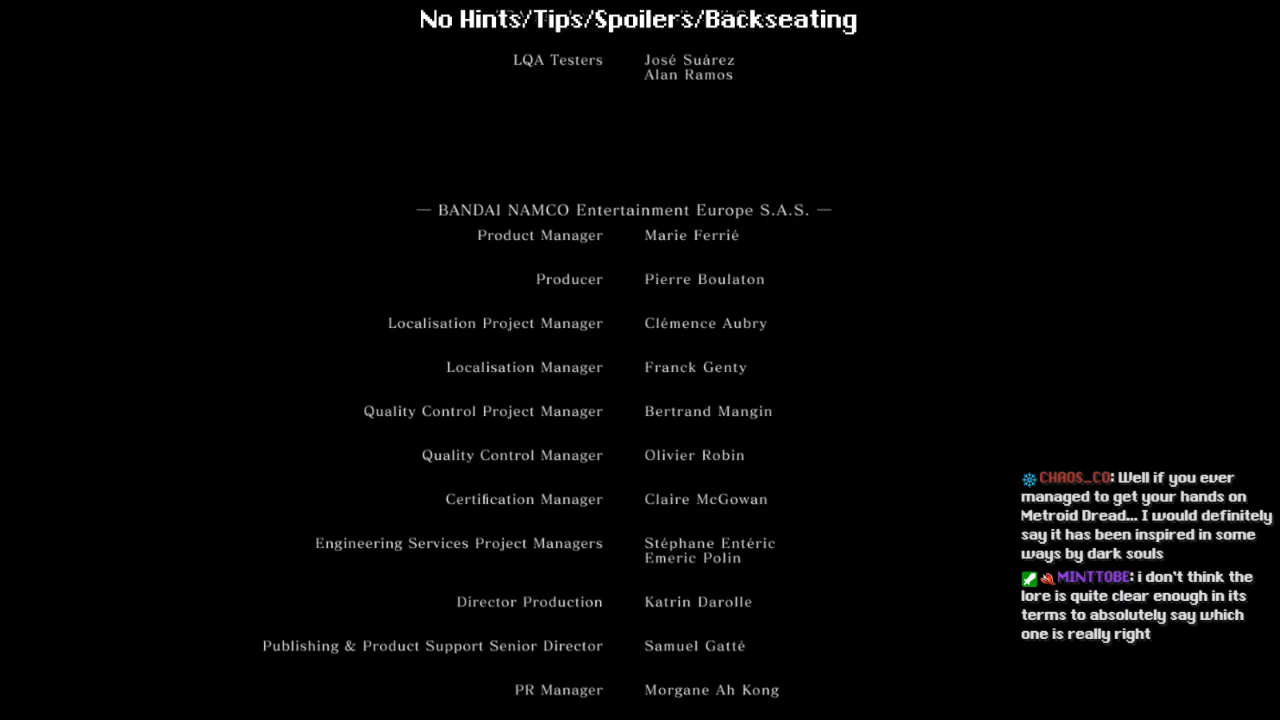 No Hints/Tips/Spoilers/Backseating
LQA Testers José Suárez
Alan Ramos
— BANDAI NAMCO Entertainment Europe S.A.S. —
Product Manager Marie Ferrié
Producer Pierre Boulaton
Localisation Project Manager Clémence Aubry
Localisation Manager Franck Genty
Quality Control Project Manager Bertrand Mangin
Quality Control Manager Olivier Robin
Certification Manager Claire McGowan
Engineering Services Project Managers Stéphane Entéric
Emeric Polin
Director Production Katrin Darolle
Publishing & Product Support Senior Director Samuel Gatté
PR Manager Morgane Ah Kong
CHAOS_CO: Well if you ever
managed to get your hands on
Metroid Dread... I would definitely
say it has been inspired in some
ways by dark souls
MINTTOBE: i don't think the
lore is quite clear enough in its
terms to absolutely say which
one is really right